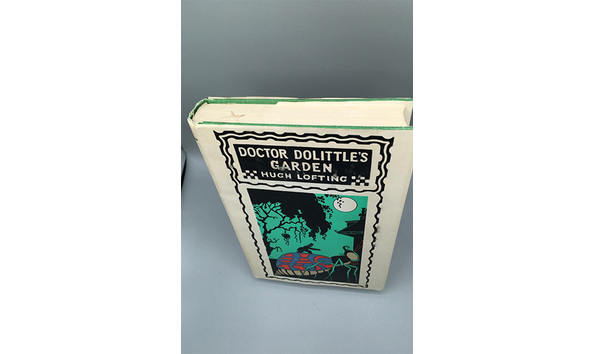 DOCTOR DOLITTLE'S
GARDEN
HUGH LOFTING